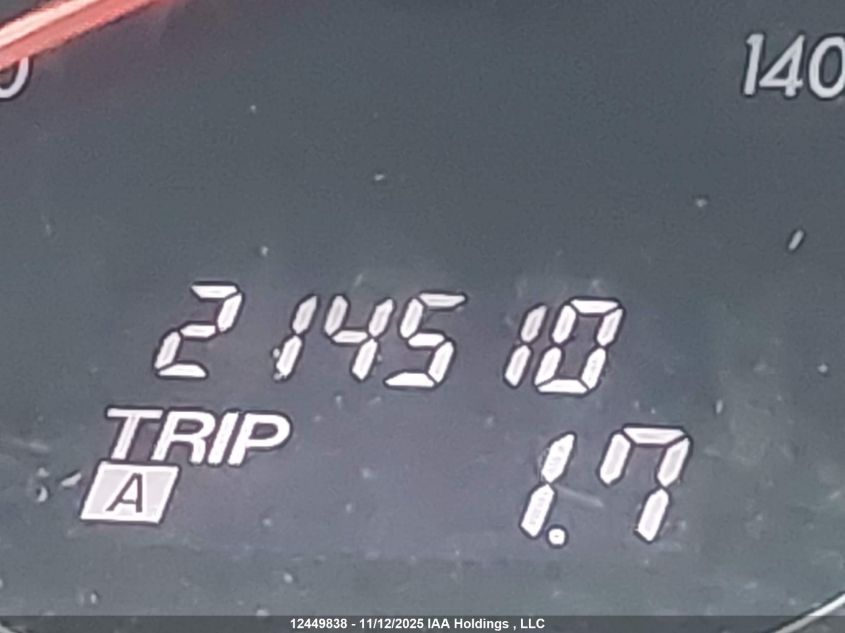 140
214510
TRIP
A 1.7
12449838 - 11/12/2025 IAA Holdings , LLC